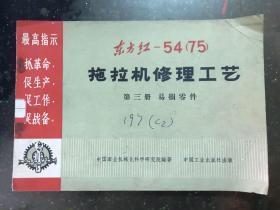 最高指示
抓革命,
促生产,
促工作,
促战备。
东方红-54(75)
拖拉机修理工艺
第三册 易损零件
197(C2)
中国农业机械化科学研究院编著
中国工业出版社出版